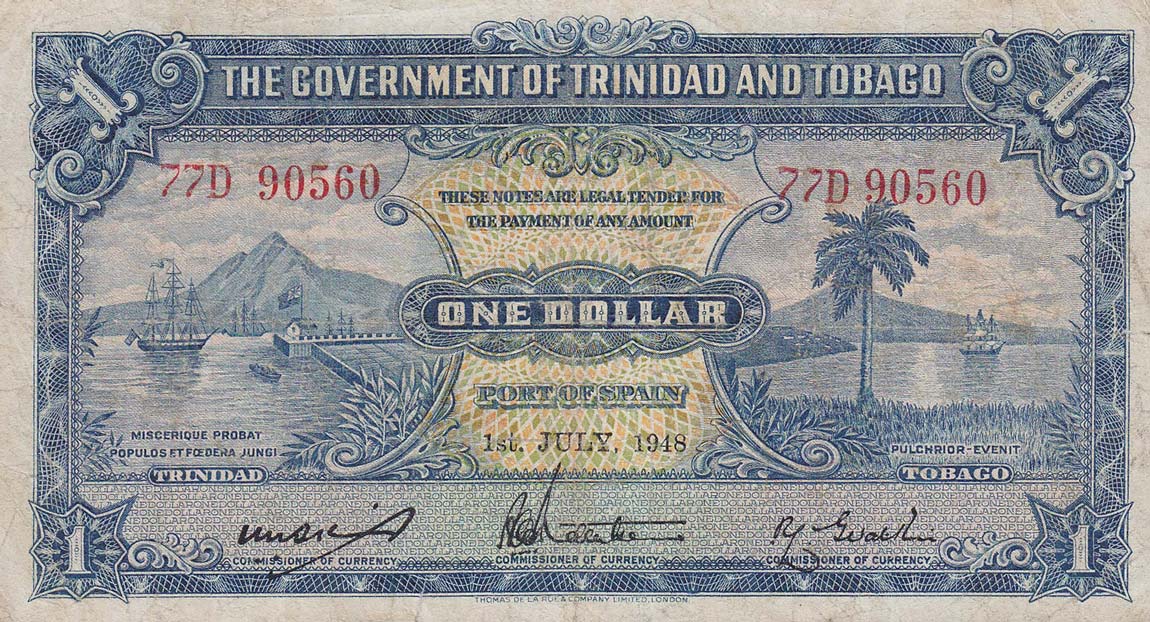 THE GOVERNMENT OF TRINIDAD AND TOBAGO
77D 90560
77D 90560
THESE NOTES ARE LEGAL TENDER FOR
THE PAYMENT OF ANY AMOUNT
ONE DOLLAR
PORT OF SPAIN
1st. JULY, 1948
MISCERIQUE PROBAT
POPULOS ET FŒDERA JUNGI
TRINIDAD
PULCHRIOR-EVENIT
TOBAGO
COMMISSIONER OF CURRENCY
COMMISSIONER OF CURRENCY
COMMISSIONER OF CURRENCY
1
1
THOMAS DE LA RUE & COMPANY, LIMITED, LONDON.